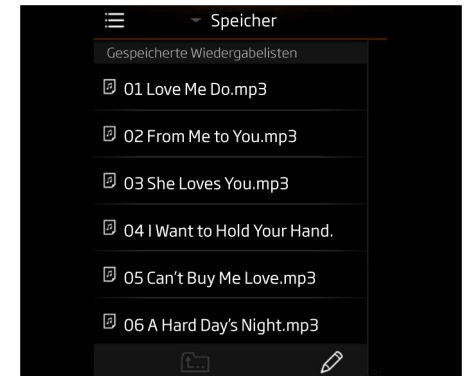 Speicher
Gespeicherte Wiedergabelisten
01 Love Me Do.mp3
02 From Me to You.mp3
03 She Loves You.mp3
04 I Want to Hold Your Hand.
05 Can't Buy Me Love.mp3
06 A Hard Day's Night.mp3